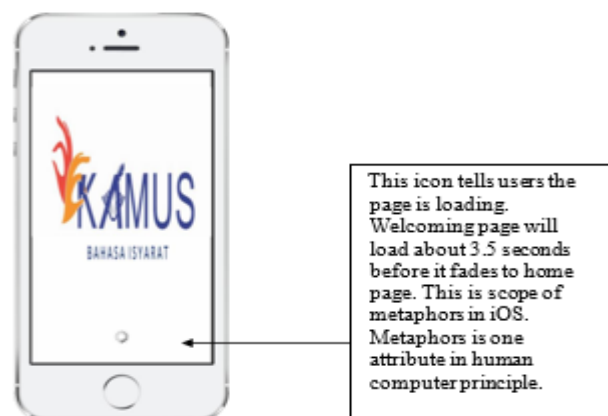 KAMUS
BAHASA ISYARAT
This icon tells users the
page is loading.
Welcoming page will
load about 3.5 seconds
before it fades to home
page. This is scope of
metaphors in iOS.
Metaphors is one
attribute in human
computer principle.